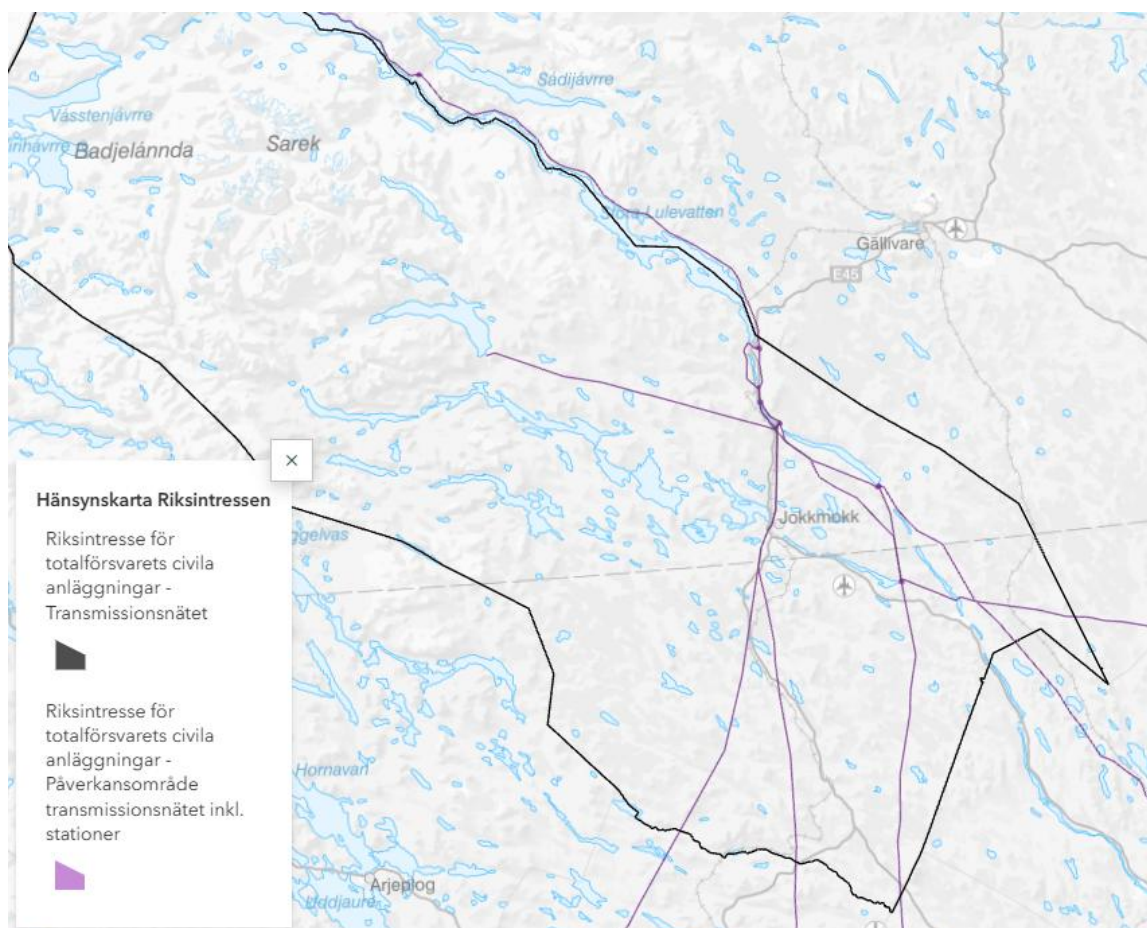 Sádijávrre
Vásstenjávrre
Badjelánnda
Sarek
Stora Lulevatten
Gällivare
E45
×
Hänsynskarta Riksintressen
Riksintresse för
totalförsvarets civila
anläggningar -
Transmissionsnätet
Riksintresse för
totalförsvarets civila
anläggningar -
Påverkansområde
transmissionsnätet inkl.
stationer
ggelvas
Jokkmokk
Hornavan
Arjeplog
Uddjaure